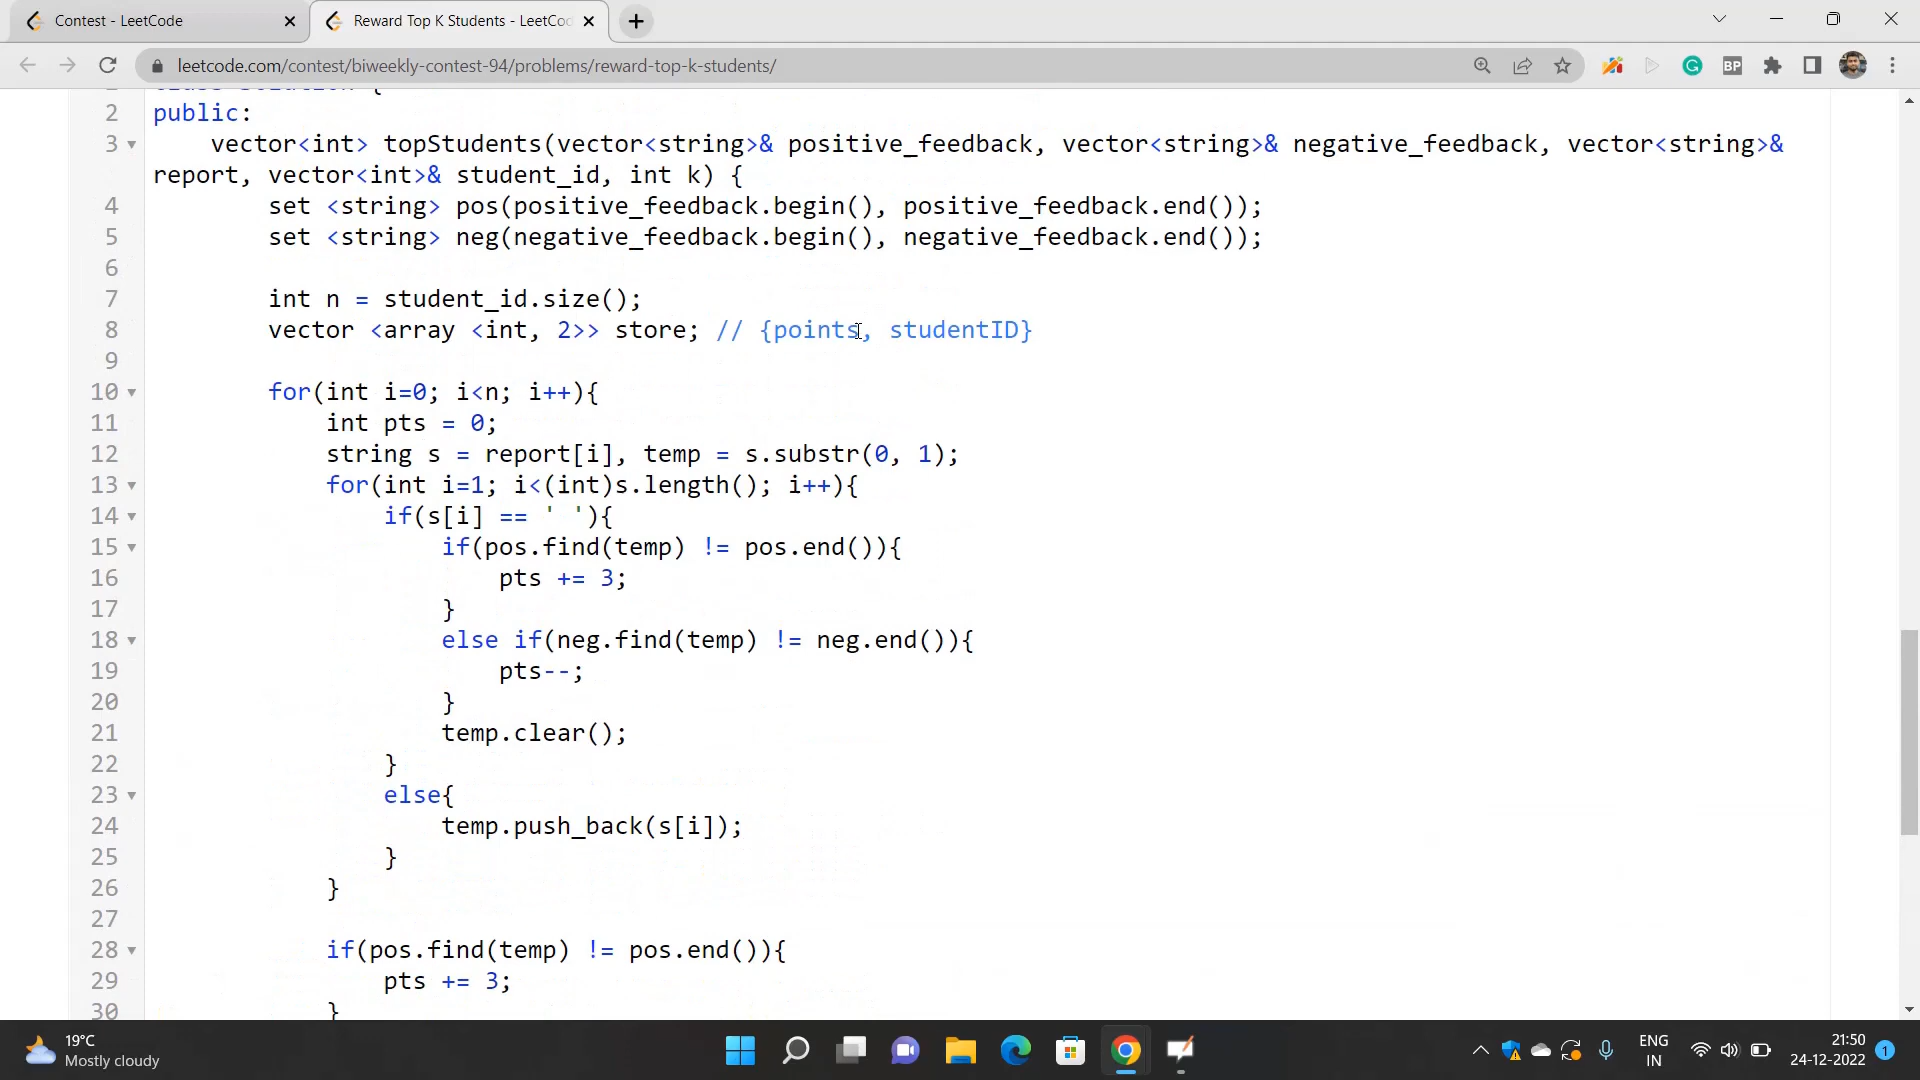 Contest - LeetCode
Reward Top K Students - LeetCo
leetcode.com/contest/biweekly-contest-94/problems/reward-top-k-students/
BP
2 public:
3 vector<int> topStudents(vector<string>& positive_feedback, vector<string>& negative_feedback, vector<string>&
report, vector<int>& student_id, int k) {
4 set <string> pos(positive_feedback.begin(), positive_feedback.end());
5 set <string> neg(negative_feedback.begin(), negative_feedback.end());
6
7 int n = student_id.size();
8 vector <array <int, 2>> store; // {points, studentID}
9
10 for(int i=0; i<n; i++){
11 int pts = 0;
12 string s = report[i], temp = s.substr(0, 1);
13 for(int i=1; i<(int)s.length(); i++){
14 if(s[i] == ' '){
15 if(pos.find(temp) != pos.end()){
16 pts += 3;
17 }
18 else if(neg.find(temp) != neg.end()){
19 pts--;
20 }
21 temp.clear();
22 }
23 else{
24 temp.push_back(s[i]);
25 }
26 }
27
28 if(pos.find(temp) != pos.end()){
29 pts += 3;
30 }
19°C
Mostly cloudy
ENG
IN
21:50
24-12-2022
1